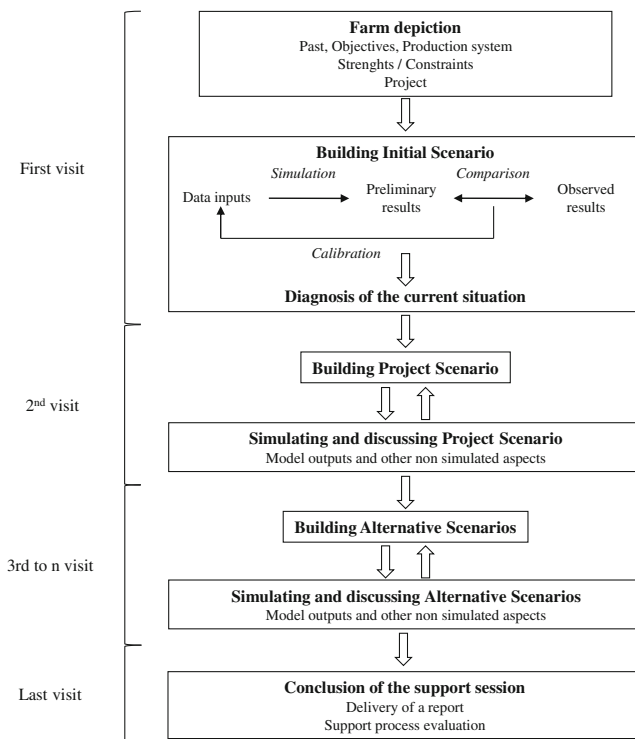 Farm depiction
Past, Objectives, Production system
Strenghts / Constraints
Project
First visit
Building Initial Scenario
Simulation
Comparison
Data inputs
Preliminary
results
Observed
results
Calibration
Diagnosis of the current situation
Building Project Scenario
2nd visit
Simulating and discussing Project Scenario
Model outputs and other non simulated aspects
Building Alternative Scenarios
3rd to n visit
Simulating and discussing Alternative Scenarios
Model outputs and other non simulated aspects
Last visit
Conclusion of the support session
Delivery of a report
Support process evaluation